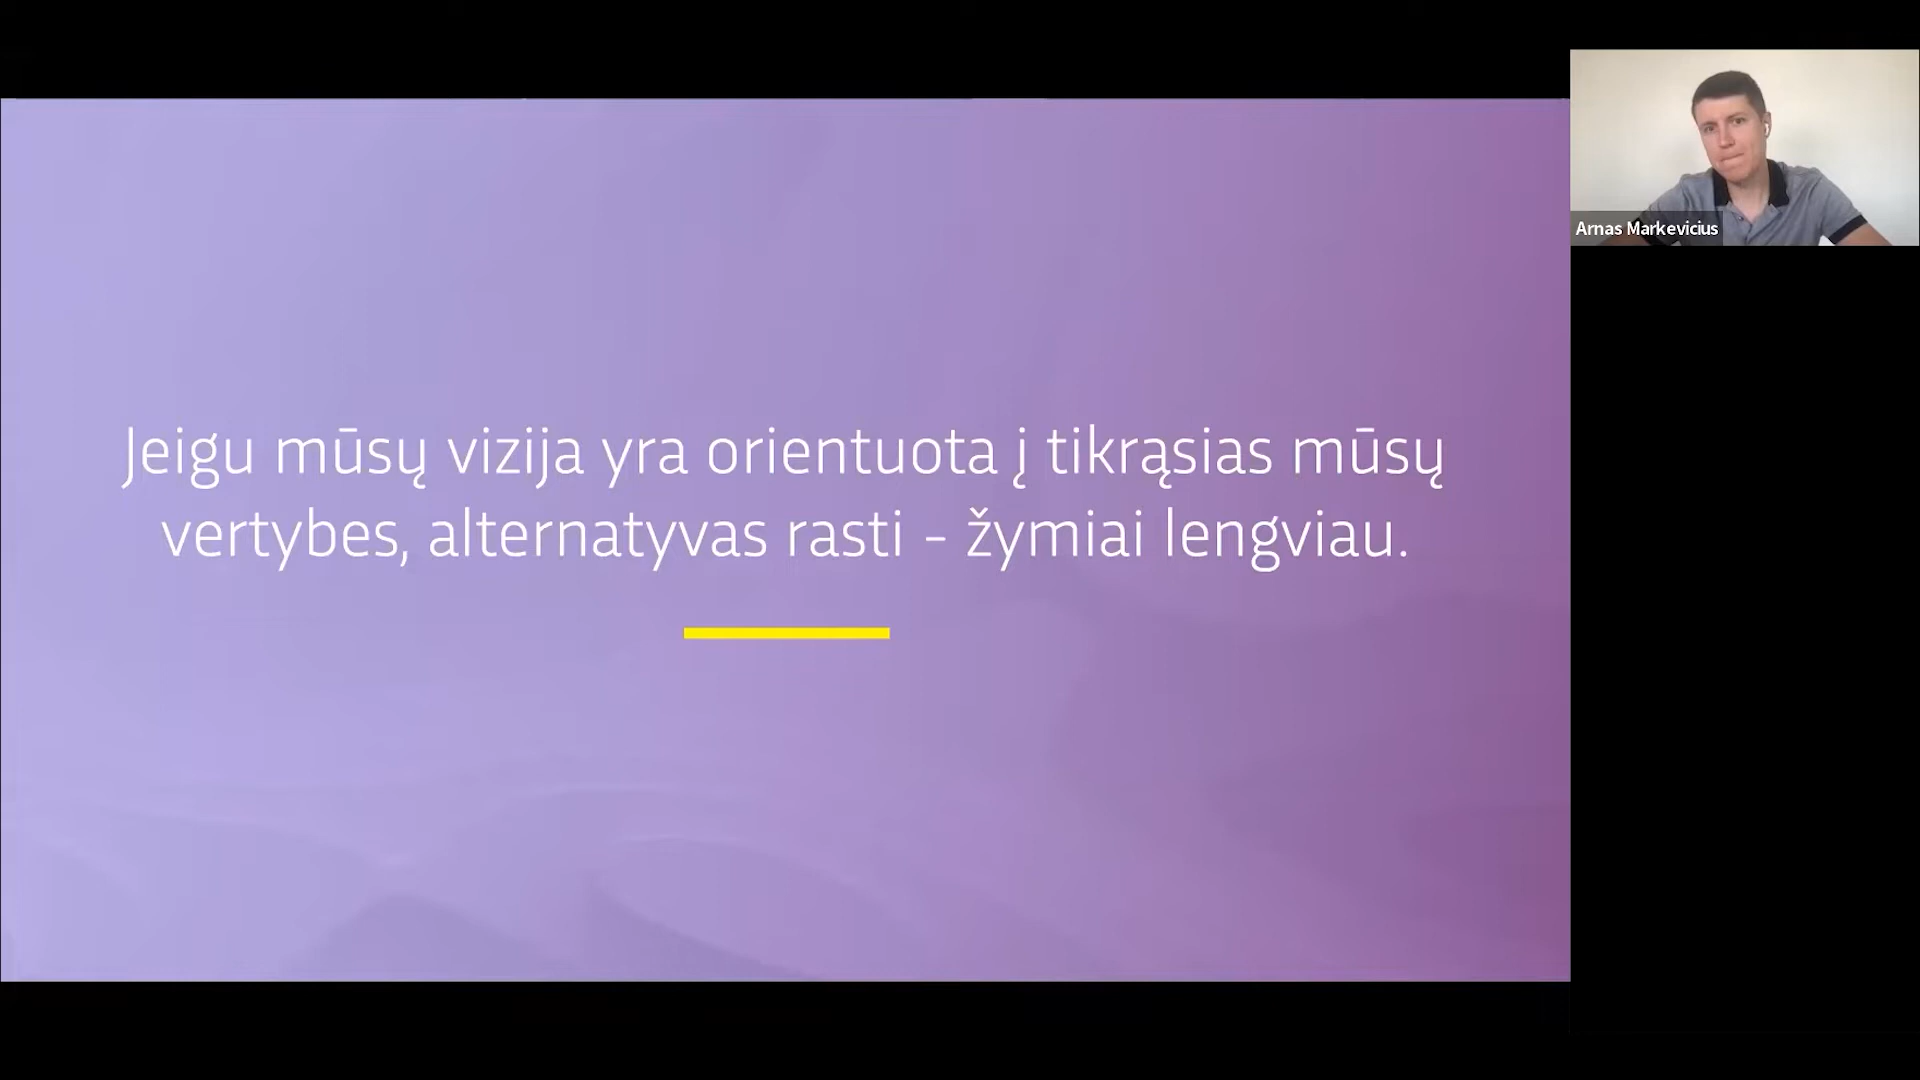 Jeigu mūsų vizija yra orientuota į tikrąsias mūsų
vertybes, alternatyvas rasti - žymiai lengviau.
Arnas Markevicius